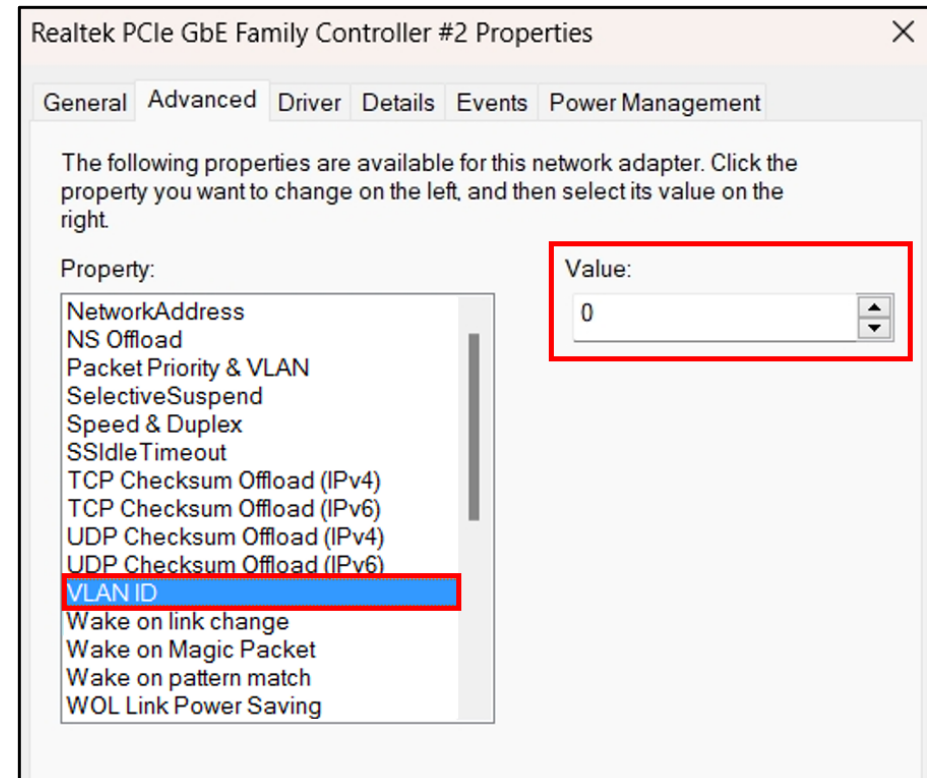 Realtek PCIe GbE Family Controller #2 Properties
General Advanced Driver Details Events Power Management
The following properties are available for this network adapter. Click the
property you want to change on the left, and then select its value on the
right.
Property:
Value:
0
NetworkAddress
NS Offload
Packet Priority & VLAN
SelectiveSuspend
Speed & Duplex
SSIdleTimeout
TCP Checksum Offload (IPv4)
TCP Checksum Offload (IPv6)
UDP Checksum Offload (IPv4)
UDP Checksum Offload (IPv6)
VLAN ID
Wake on link change
Wake on Magic Packet
Wake on pattern match
WOL Link Power Saving